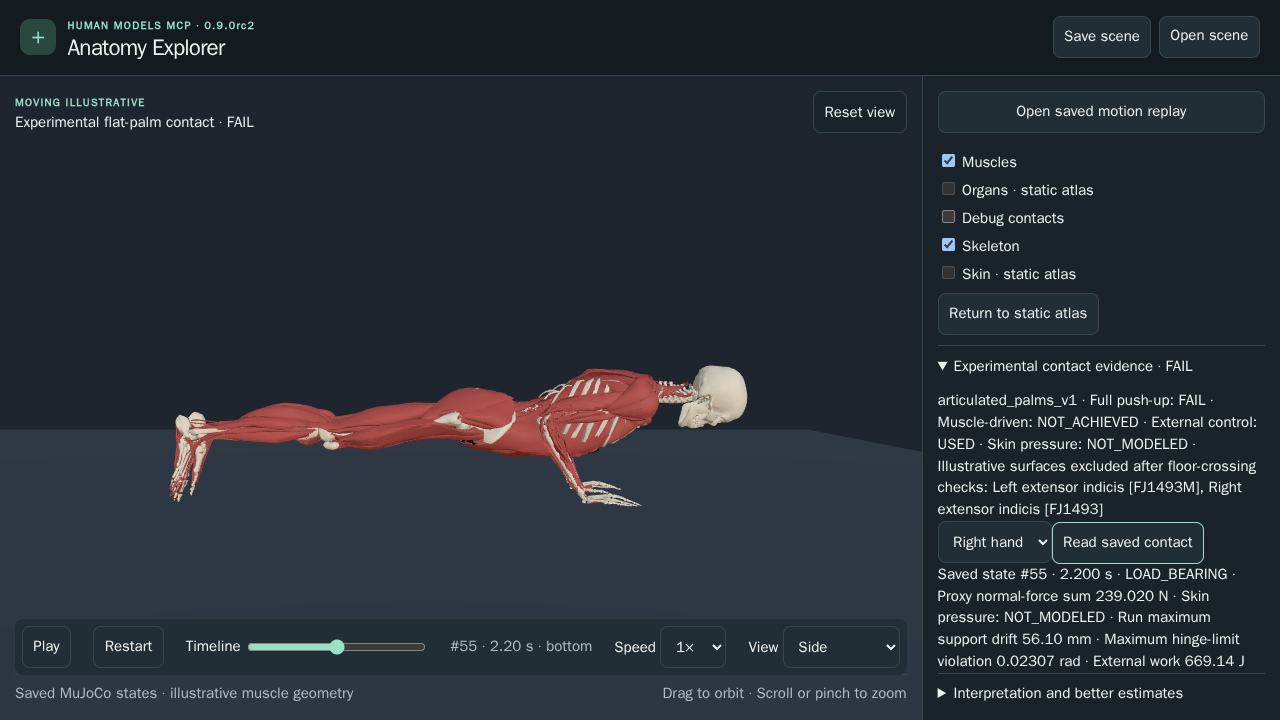 HUMAN MODELS MCP · 0.9.0rc2
Anatomy Explorer
Save scene
Open scene
MOVING ILLUSTRATIVE
Experimental flat-palm contact · FAIL
Reset view
Play
Restart
Timeline
#55 · 2.20 s · bottom
Speed
1×
View
Side
Saved MuJoCo states · illustrative muscle geometry
Drag to orbit · Scroll or pinch to zoom
Open saved motion replay
Muscles
Organs · static atlas
Debug contacts
Skeleton
Skin · static atlas
Return to static atlas
Experimental contact evidence · FAIL
articulated_palms_v1 · Full push-up: FAIL ·
Muscle-driven: NOT_ACHIEVED · External control:
USED · Skin pressure: NOT_MODELED ·
Illustrative surfaces excluded after floor-crossing
checks: Left extensor indicis [FJ1493M], Right
extensor indicis [FJ1493]
Right hand
Read saved contact
Saved state #55 · 2.200 s · LOAD_BEARING ·
Proxy normal-force sum 239.020 N · Skin
pressure: NOT_MODELED · Run maximum
support drift 56.10 mm · Maximum hinge-limit
violation 0.02307 rad · External work 669.14 J
Interpretation and better estimates